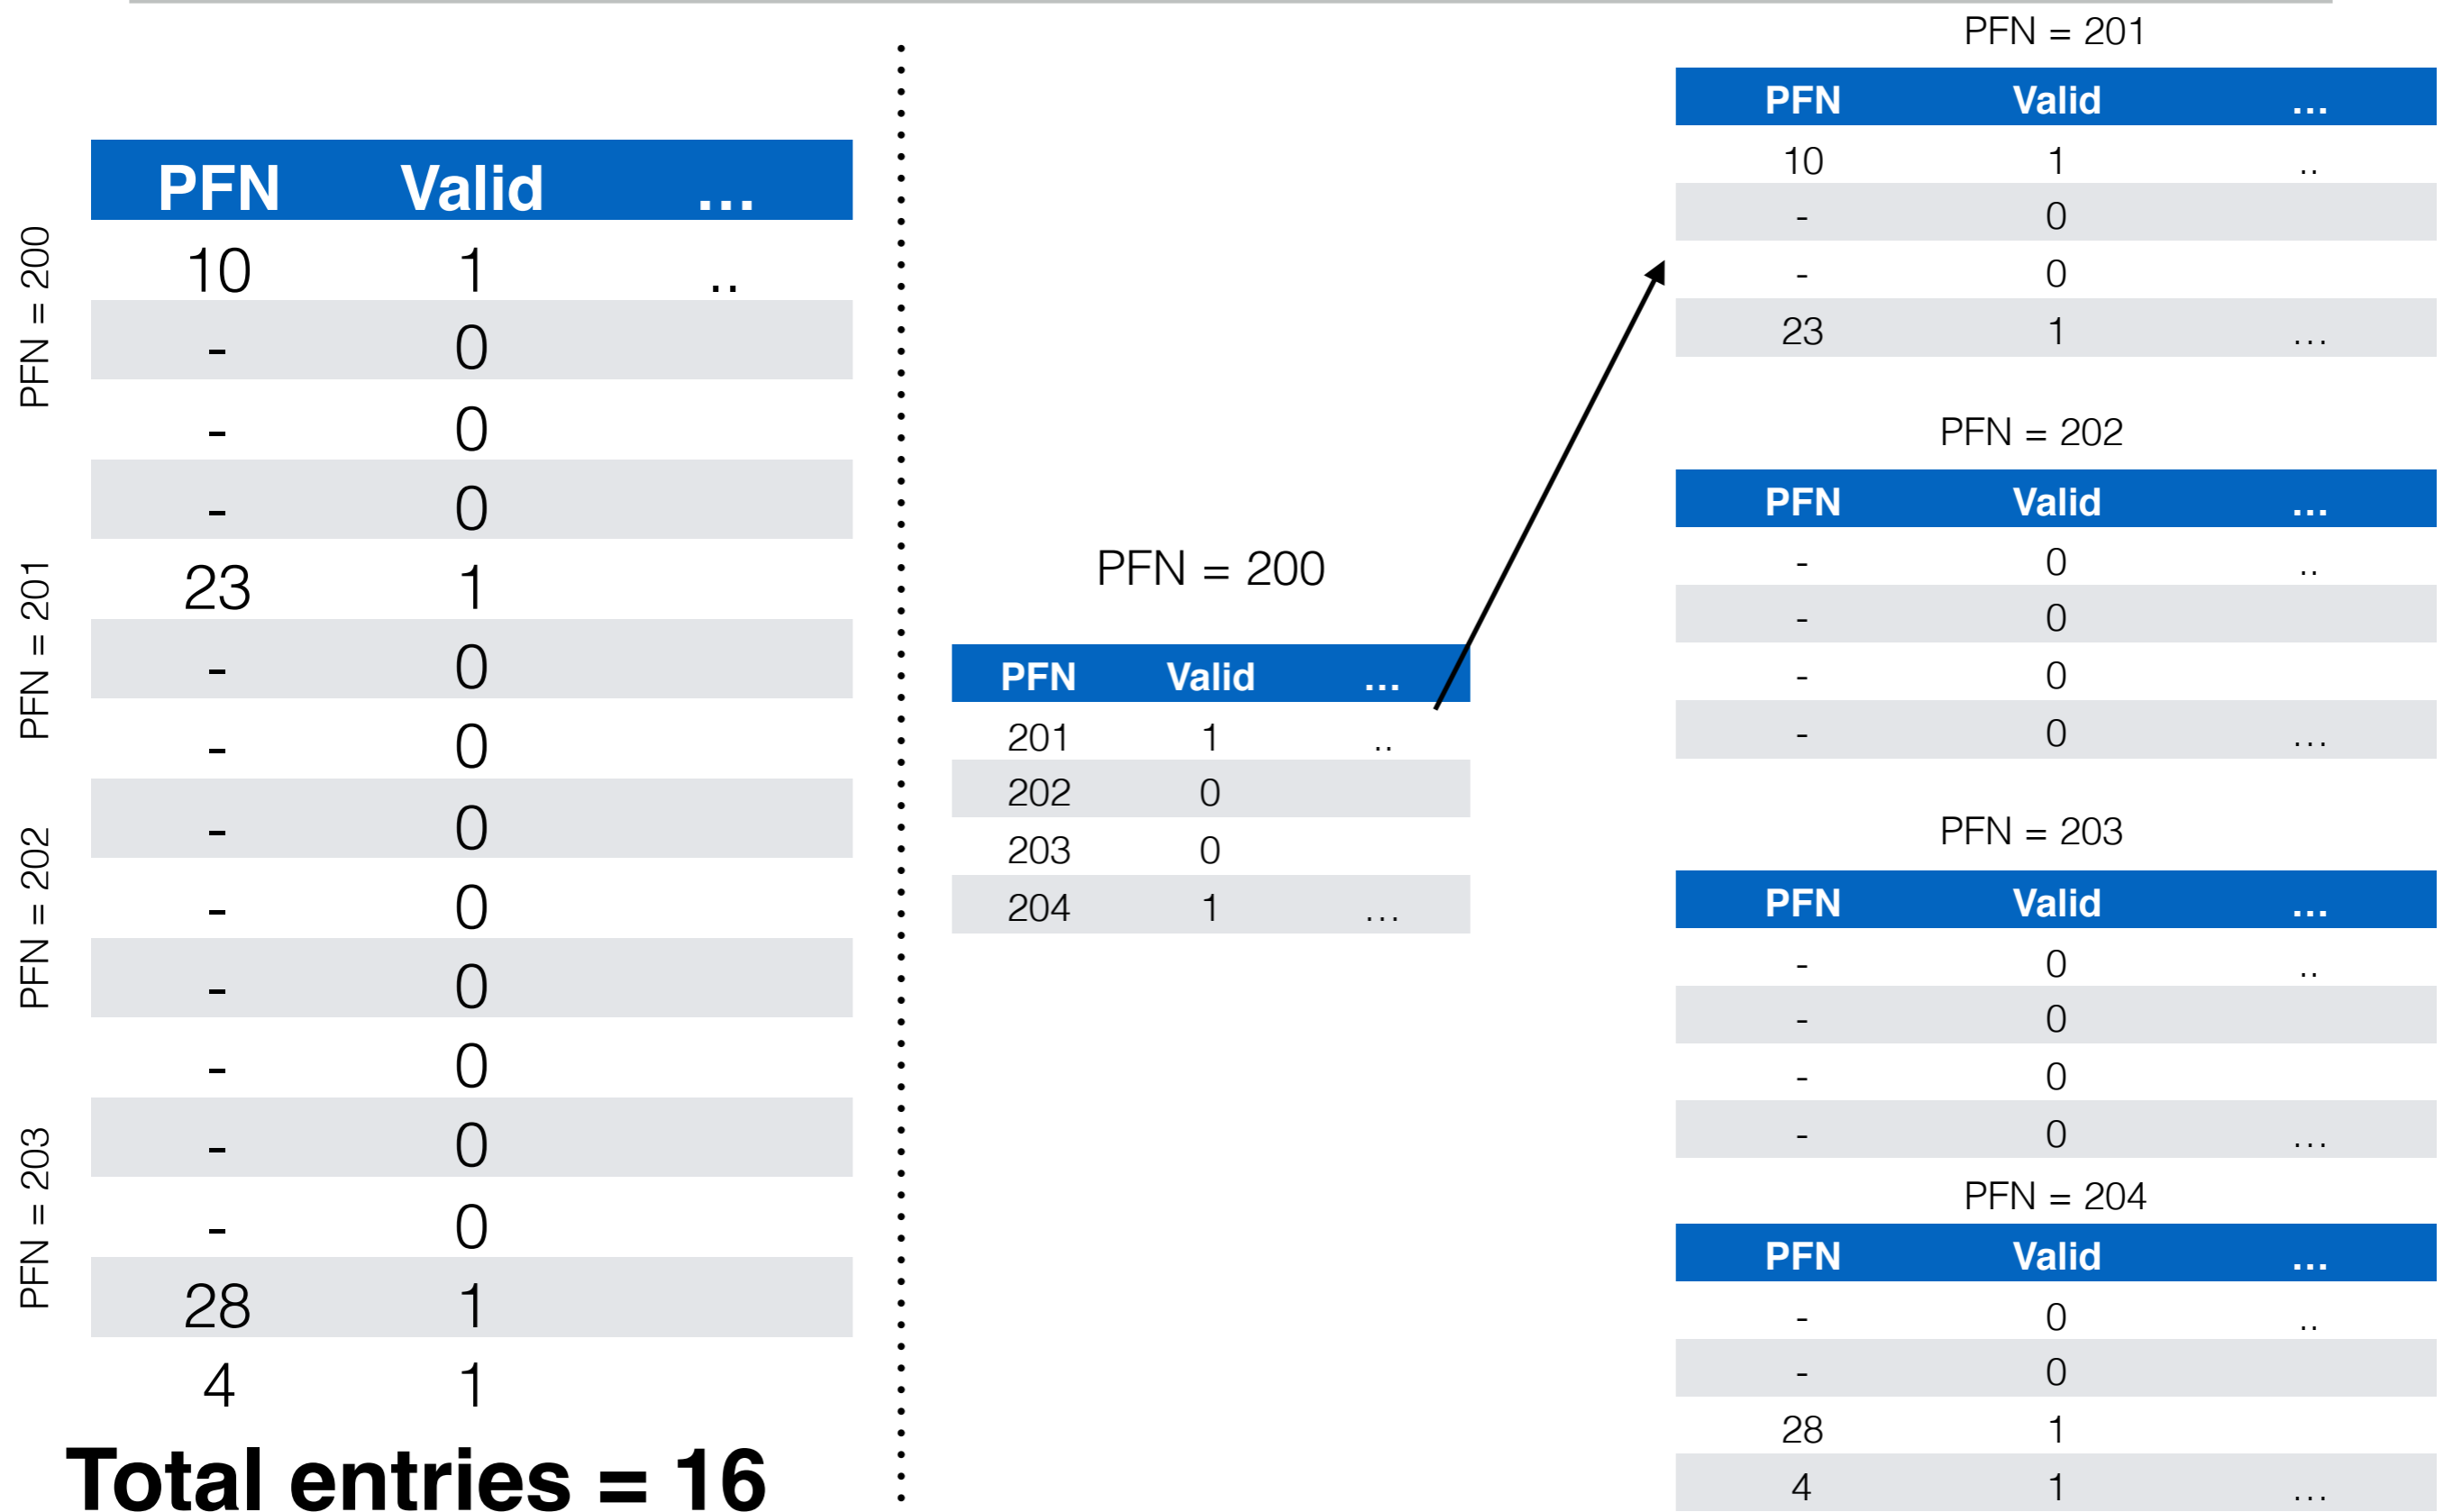 PFN = 200
PFN = 201
PFN = 202
PFN = 203
PFN Valid ...
10 1 ..
- 0
- 0
- 0
23 1
- 0
- 0
- 0
- 0
- 0
- 0
- 0
- 0
28 1
4 1
Total entries = 16
PFN = 200
PFN Valid ...
201 1 ..
202 0
203 0
204 1 ...
PFN = 201
PFN Valid ...
10 1 ..
- 0
- 0
23 1 ...
PFN = 202
PFN Valid ...
- 0 ..
- 0
- 0
- 0 ...
PFN = 203
PFN Valid ...
- 0 ..
- 0
- 0
- 0 ...
PFN = 204
PFN Valid ...
- 0 ..
- 0
28 1
4 1 ...